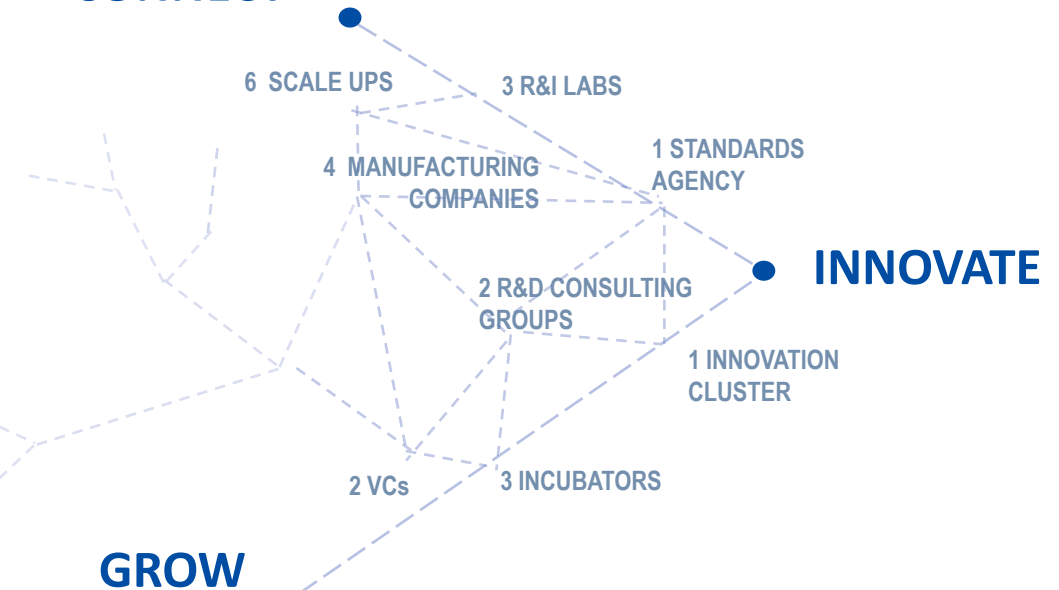 6 SCALE UPS
3 R&I LABS
1 STANDARDS
AGENCY
4 MANUFACTURING
COMPANIES
INNOVATE
2 R&D CONSULTING
GROUPS
1 INNOVATION
CLUSTER
2 VCs
3 INCUBATORS
GROW